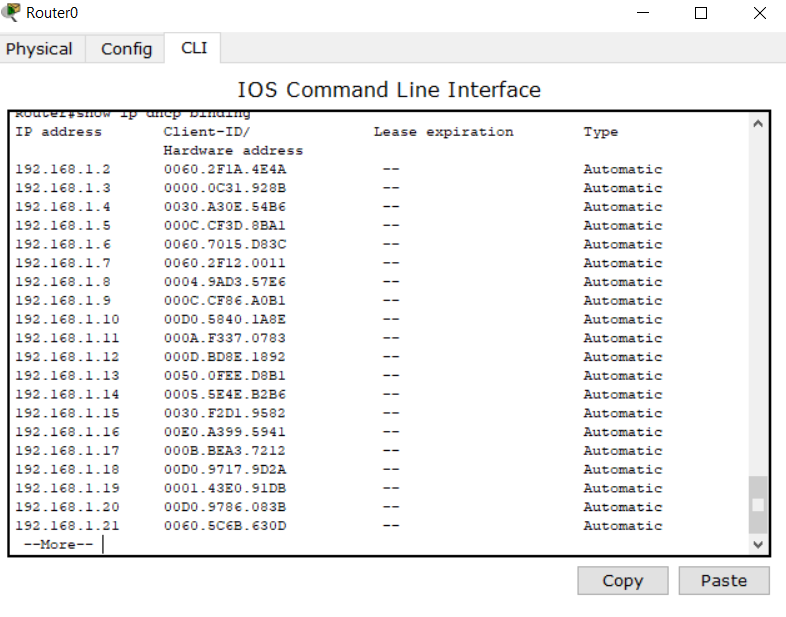 Router0
Physical Config CLI
IOS Command Line Interface
Router#show ip dhcp binding
IP address Client-ID/ Lease expiration Type
Hardware address
192.168.1.2 0060.2F1A.4E4A -- Automatic
192.168.1.3 0000.0C31.928B -- Automatic
192.168.1.4 0030.A30E.54B6 -- Automatic
192.168.1.5 000C.CF3D.8BA1 -- Automatic
192.168.1.6 0060.7015.D83C -- Automatic
192.168.1.7 0060.2F12.0011 -- Automatic
192.168.1.8 0004.9AD3.57E6 -- Automatic
192.168.1.9 000C.CF86.A0B1 -- Automatic
192.168.1.10 00D0.5840.1A8E -- Automatic
192.168.1.11 000A.F337.0783 -- Automatic
192.168.1.12 000D.BD8E.1892 -- Automatic
192.168.1.13 0050.0FEE.D8B1 -- Automatic
192.168.1.14 0005.5E4E.B2B6 -- Automatic
192.168.1.15 0030.F2D1.9582 -- Automatic
192.168.1.16 00E0.A399.5941 -- Automatic
192.168.1.17 000B.BEA3.7212 -- Automatic
192.168.1.18 00D0.9717.9D2A -- Automatic
192.168.1.19 0001.43E0.91DB -- Automatic
192.168.1.20 00D0.9786.083B -- Automatic
192.168.1.21 0060.5C6B.630D -- Automatic
--More--
Copy Paste